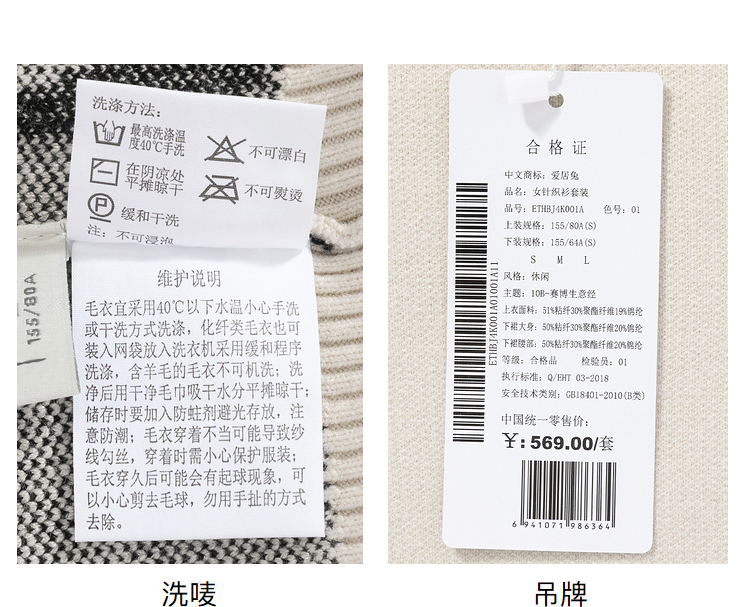 洗涤方法：
最高洗涤温
度40℃手洗
不可漂白
在阴凉处
平摊晾干
不可熨烫
P
缓和干洗
注：不可浸泡
155/80A
维护说明
毛衣宜采用40℃以下水温小心手洗
或干洗方式洗涤，化纤类毛衣也可
装入网袋放入洗衣机采用缓和程序
洗涤，含羊毛的毛衣不可机洗；洗
净后用干净毛巾吸干水分平摊晾干；
储存时要加入防蛀剂避光存放，注
意防潮；毛衣穿着不当可能导致纱
线勾丝，穿着时需小心保护服装；
毛衣穿久后可能会有起球现象，可
以小心剪去毛球，勿用手扯的方式
去除。
洗唛
合格证
中文商标：爱居兔
品名：女针织衫套装
品号：ETHBJ4K001A 色号：01
上装规格：155/80A(S)
下装规格：155/64A(S)
S M L
风格：休闲
主题：10B-赛博生意经
上衣面料：51%粘纤30%聚酯纤维19%锦纶
下裙大身：50%粘纤30%聚酯纤维20%锦纶
下裙腰部：50%粘纤30%聚酯纤维20%锦纶
等级：合格品 检验员：01
执行标准：Q/EHT 03-2018
安全技术类别：GB18401-2010(B类)
ETHBJ4K001A01001A11
中国统一零售价：
¥:569.00/套
6 941071 986364
吊牌